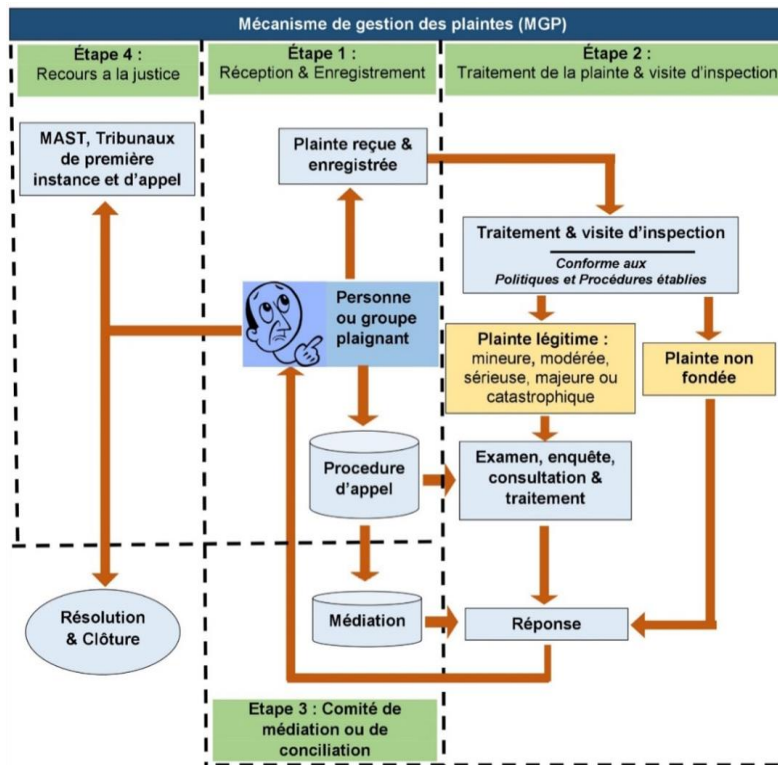 Mécanisme de gestion des plaintes (MGP)
Étape 4 :
Recours a la justice
Étape 1 :
Réception & Enregistrement
Étape 2 :
Traitement de la plainte & visite d'inspection
MAST, Tribunaux
de première
instance et d'appel
Plainte reçue &
enregistrée
Traitement & visite d'inspection
Conforme aux
Politiques et Procédures établies
Personne
ou groupe
plaignant
Plainte légitime :
mineure, modérée,
sérieuse, majeure ou
catastrophique
Plainte non
fondée
Procedure
d'appel
Examen, enquête,
consultation &
traitement
Résolution
& Clôture
Médiation
Réponse
Etape 3 : Comité de
médiation ou de
conciliation